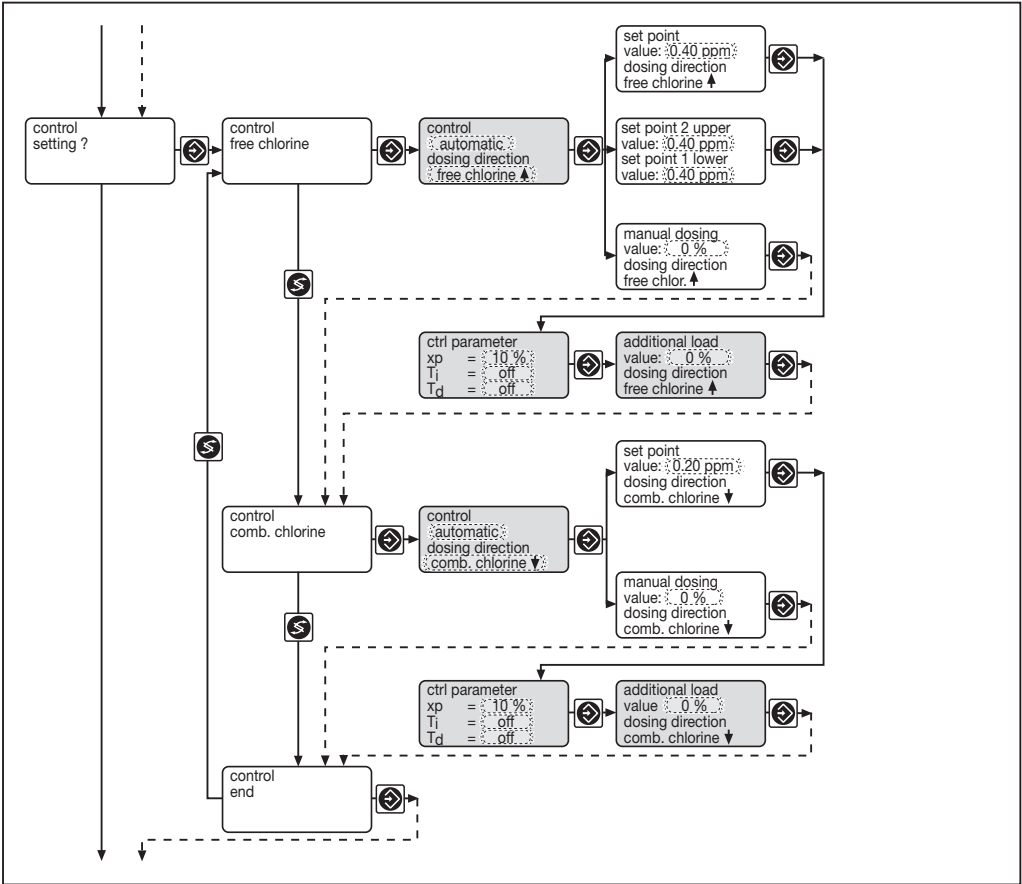 set point
value: 0.40 ppm
dosing direction
free chlorine
control
setting ?
control
free chlorine
control
automatic
dosing direction
free chlorine
set point 2 upper
value: 0.40 ppm
set point 1 lower
value: 0.40 ppm
manual dosing
value: 0 %
dosing direction
free chlor.
ctrl parameter
xp = 10 %
Ti = off
Td = off
additional load
value: 0 %
dosing direction
free chlorine
set point
value: 0.20 ppm
dosing direction
comb. chlorine
control
comb. chlorine
control
automatic
dosing direction
comb. chlorine
manual dosing
value: 0 %
dosing direction
comb. chlorine
ctrl parameter
xp = 10 %
Ti = off
Td = off
additional load
value 0 %
dosing direction
comb. chlorine
control
end